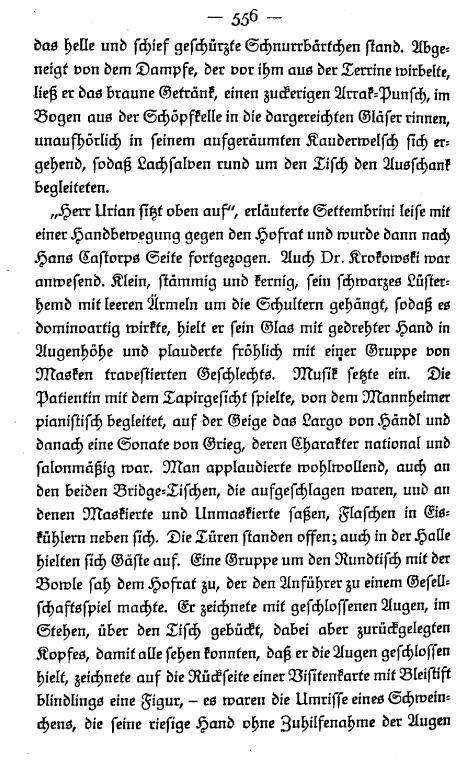 — 556 —
das helle und schief geschürzte Schnurrbärtchen stand. Abge-
neigt von dem Dampfe, der vor ihm aus der Terrine wirbelte,
ließ er das braune Getränk, einen zuckerigen Arrak-Punsch, im
Bogen aus der Schöpfkelle in die dargereichten Gläser rinnen,
unaufhörlich in seinem aufgeräumten Kauderwelsch sich er-
gehend, sodaß Lachsalven rund um den Tisch den Ausschank
begleiteten.
„Herr Urian sitzt oben auf“, erläuterte Settembrini leise mit
einer Handbewegung gegen den Hofrat und wurde dann nach
Hans Castorps Seite fortgezogen. Auch Dr. Krokowski war
anwesend. Klein, stämmig und kernig, sein schwarzes Lüster-
hemd mit leeren Ärmeln um die Schultern gehängt, sodaß es
dominoartig wirkte, hielt er sein Glas mit gedrehter Hand in
Augenhöhe und plauderte fröhlich mit einer Gruppe von
Masken travestierten Geschlechts. Musik setzte ein. Die
Patientin mit dem Tapirgesicht spielte, von dem Mannheimer
pianistisch begleitet, auf der Geige das Largo von Händl und
danach eine Sonate von Grieg, deren Charakter national und
salonmäßig war. Man applaudierte wohlwollend, auch an
den beiden Bridge-Tischen, die aufgeschlagen waren, und an
denen Maskierte und Unmaskierte saßen, Flaschen in Eis-
kühlern neben sich. Die Türen standen offen; auch in der Halle
hielten sich Gäste auf. Eine Gruppe um den Rundtisch mit der
Bowle sah dem Hofrat zu, der den Anführer zu einem Gesell-
schaftsspiel machte. Er zeichnete mit geschlossenen Augen, im
Stehen, über den Tisch gebückt, dabei aber zurückgelegten
Kopfes, damit alle sehen konnten, daß er die Augen geschlossen
hielt, zeichnete auf die Rückseite einer Visitenkarte mit Bleistift
blindlings eine Figur, – es waren die Umrisse eines Schwein-
chens, die seine riesige Hand ohne Zuhilfenahme der Augen